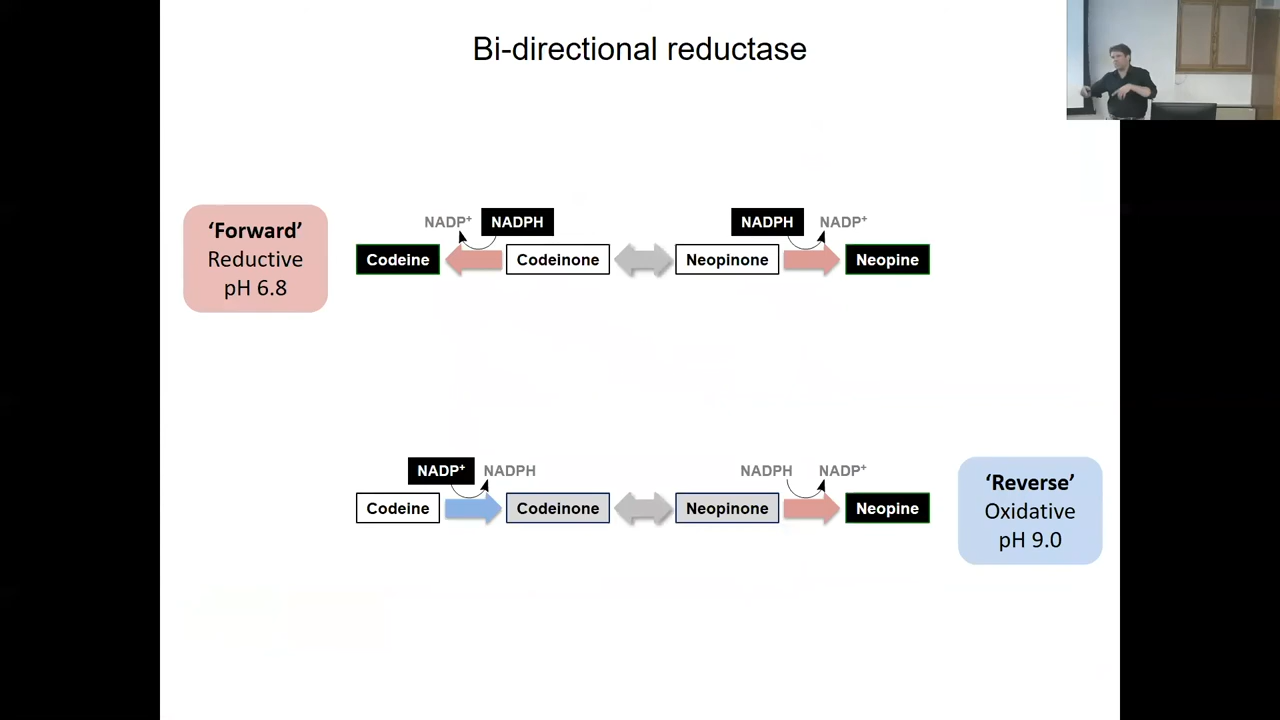 Bi-directional reductase
‘Forward’
Reductive
pH 6.8
NADP⁺ NADPH NADPH NADP⁺
Codeine Codeinone Neopinone Neopine
NADP⁺ NADPH NADPH NADP⁺
Codeine Codeinone Neopinone Neopine
‘Reverse’
Oxidative
pH 9.0